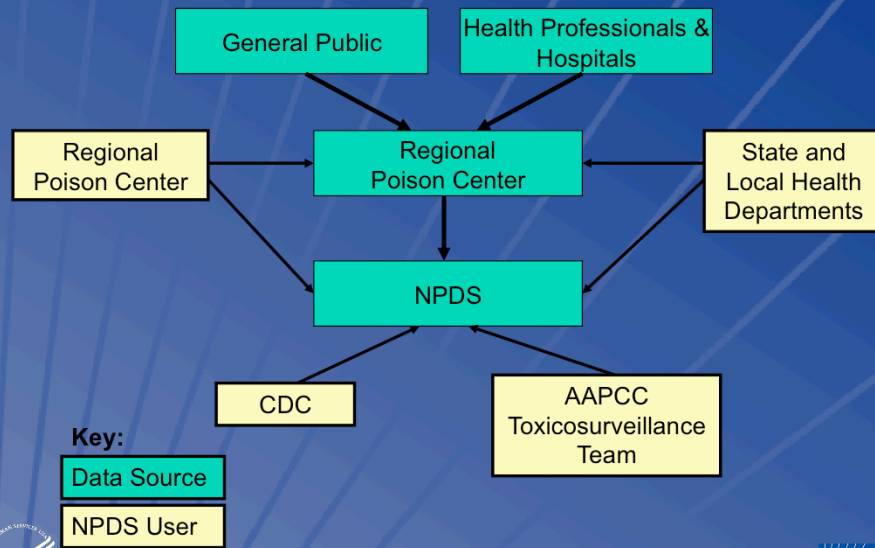 General Public
Health Professionals &
Hospitals
Regional
Poison Center
Regional
Poison Center
State and
Local Health
Departments
NPDS
CDC
AAPCC
Toxicosurveillance
Team
Key:
Data Source
NPDS User